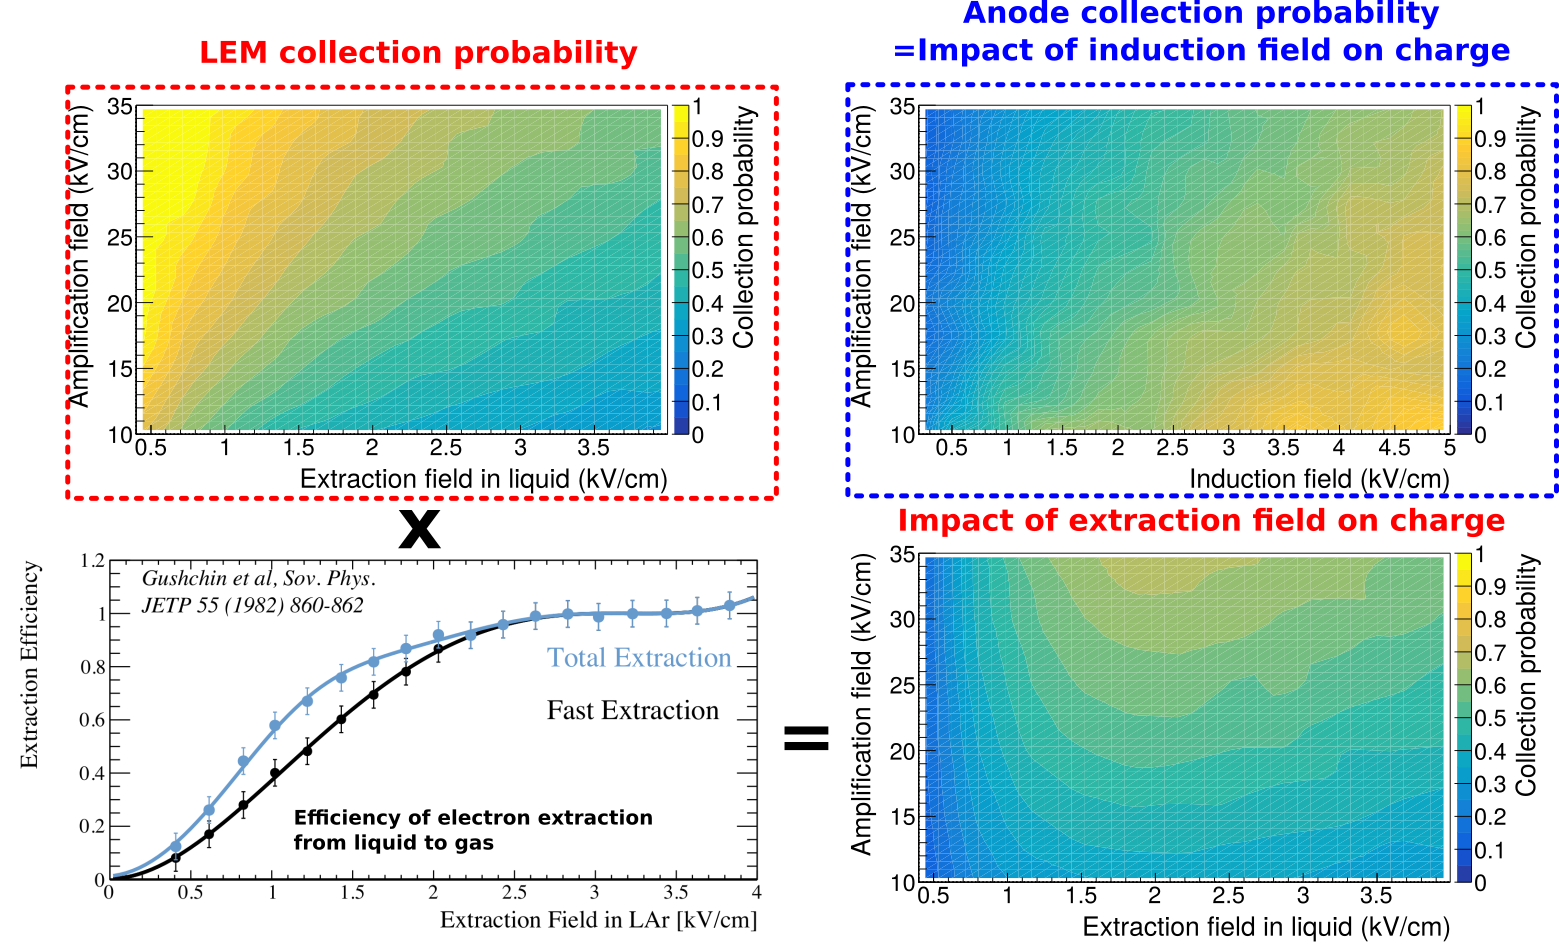 LEM collection probability
Anode collection probability
=Impact of induction field on charge
Amplification field (kV/cm)
35
30
25
20
15
10
0.5 1 1.5 2 2.5 3 3.5
Extraction field in liquid (kV/cm)
1
0.9
0.8
0.7
0.6
0.5
0.4
0.3
0.2
0.1
0
Collection probability
Amplification field (kV/cm)
35
30
25
20
15
10
0.5 1 1.5 2 2.5 3 3.5 4 4.5 5
Induction field (kV/cm)
1
0.9
0.8
0.7
0.6
0.5
0.4
0.3
0.2
0.1
0
Collection probability
x
Extraction Efficiency
1.2
1
0.8
0.6
0.4
0.2
0
Gushchin et al, Sov. Phys.
JETP 55 (1982) 860-862
Total Extraction
Fast Extraction
Efficiency of electron extraction
from liquid to gas
0 0.5 1 1.5 2 2.5 3 3.5 4
Extraction Field in LAr [kV/cm]
=
Impact of extraction field on charge
Amplification field (kV/cm)
35
30
25
20
15
10
0.5 1 1.5 2 2.5 3 3.5
Extraction field in liquid (kV/cm)
1
0.9
0.8
0.7
0.6
0.5
0.4
0.3
0.2
0.1
0
Collection probability